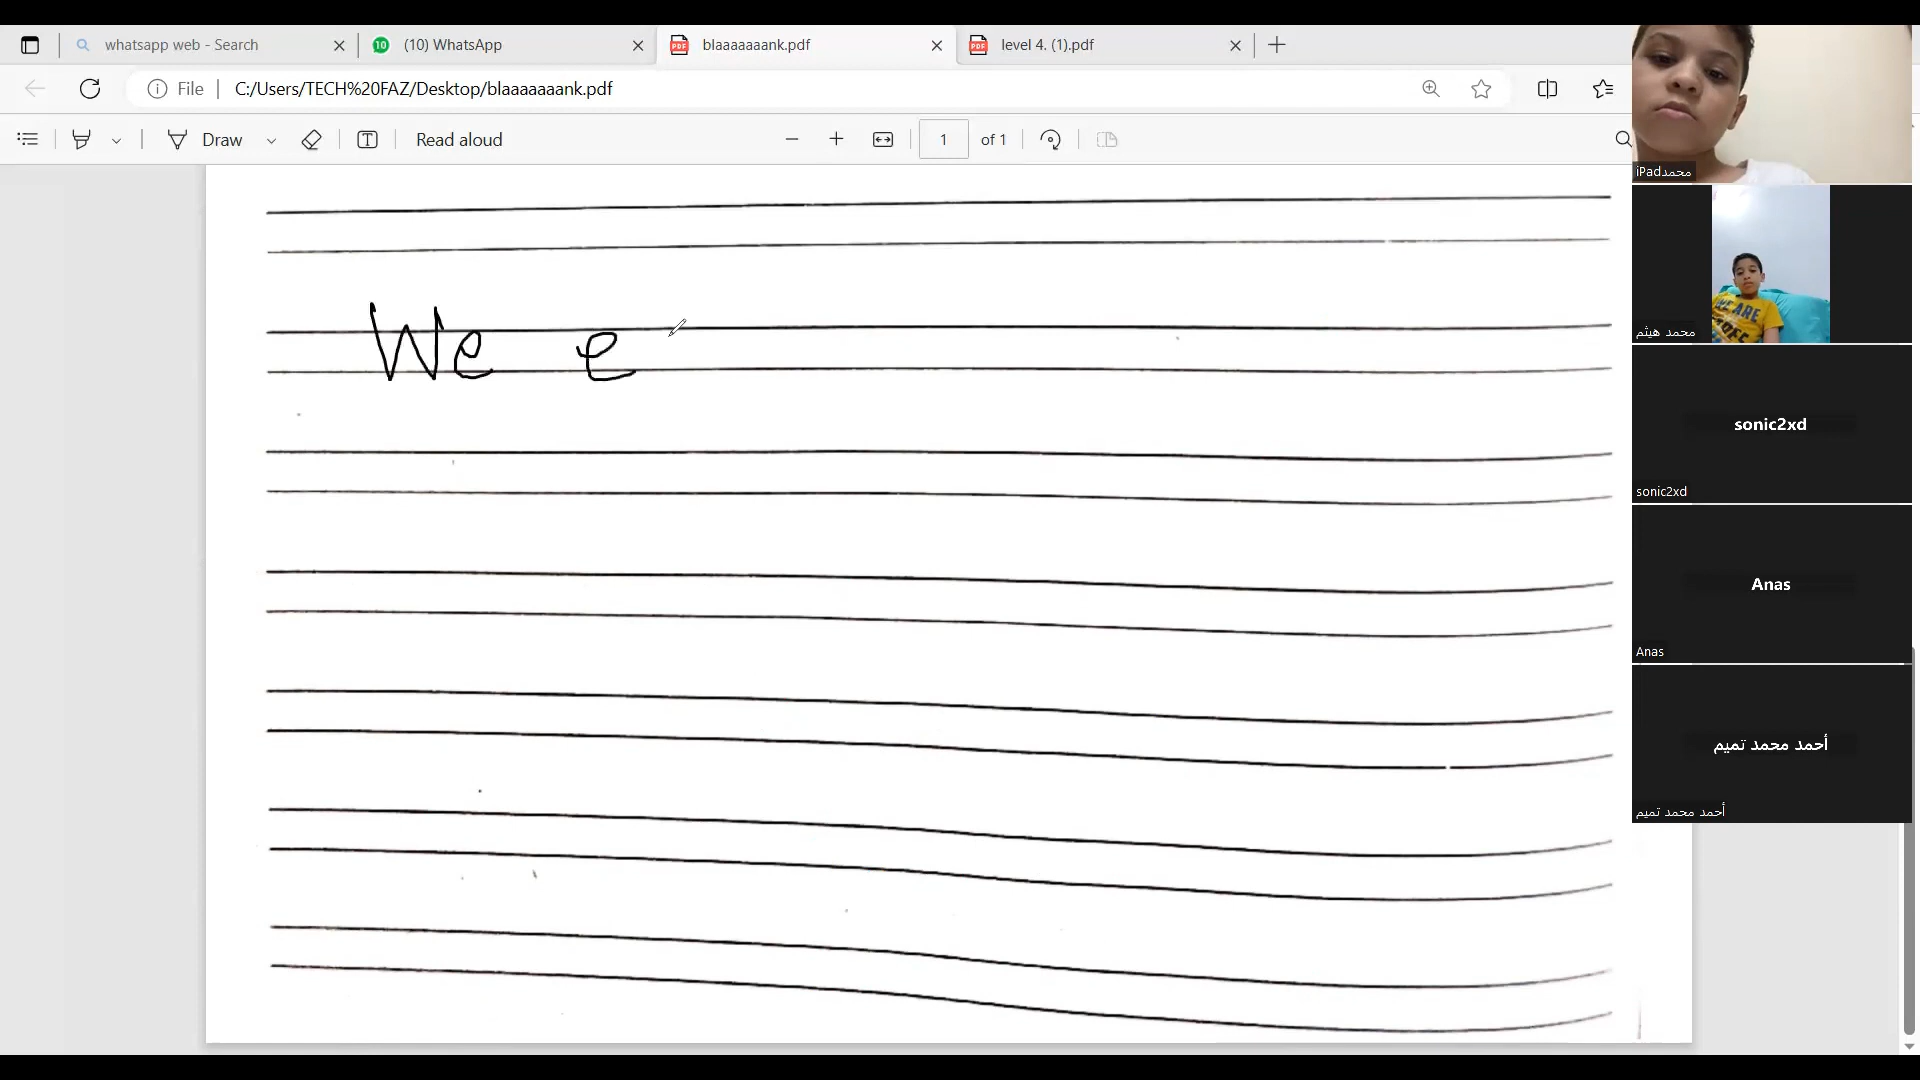 whatsapp web - Search
(10) WhatsApp
blaaaaaaank.pdf
level 4. (1).pdf
File
C:/Users/TECH%20FAZ/Desktop/blaaaaaaank.pdf
Draw
Read aloud
1 of 1
We e
iPadمحمد
محمد هيثم
sonic2xd
sonic2xd
Anas
Anas
أحمد محمد تميم
أحمد محمد تميم